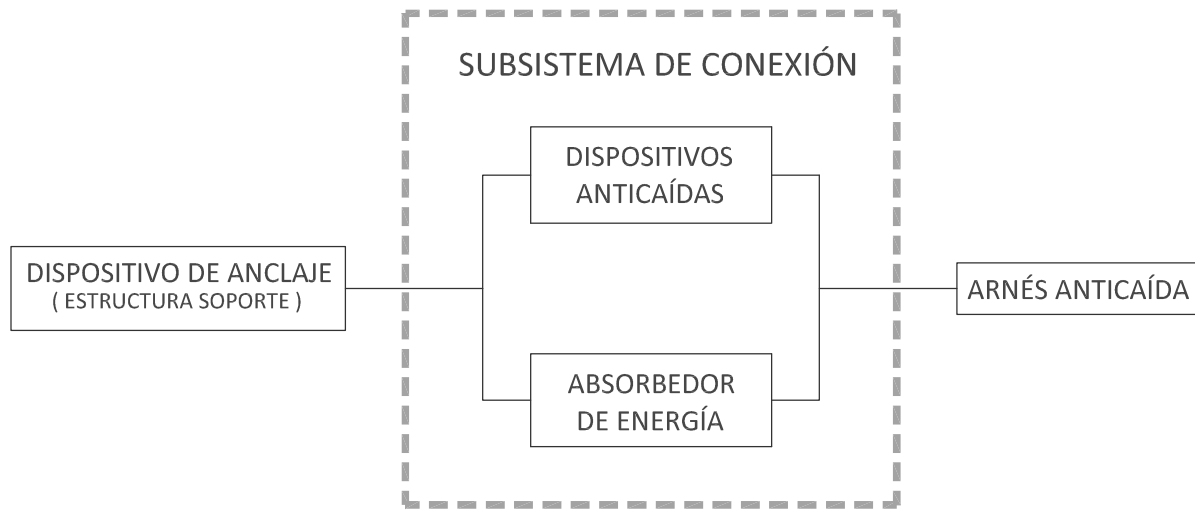 SUBSISTEMA DE CONEXIÓN
DISPOSITIVOS
ANTICAÍDAS
DISPOSITIVO DE ANCLAJE
( ESTRUCTURA SOPORTE )
ARNÉS ANTICAÍDA
ABSORBEDOR
DE ENERGÍA